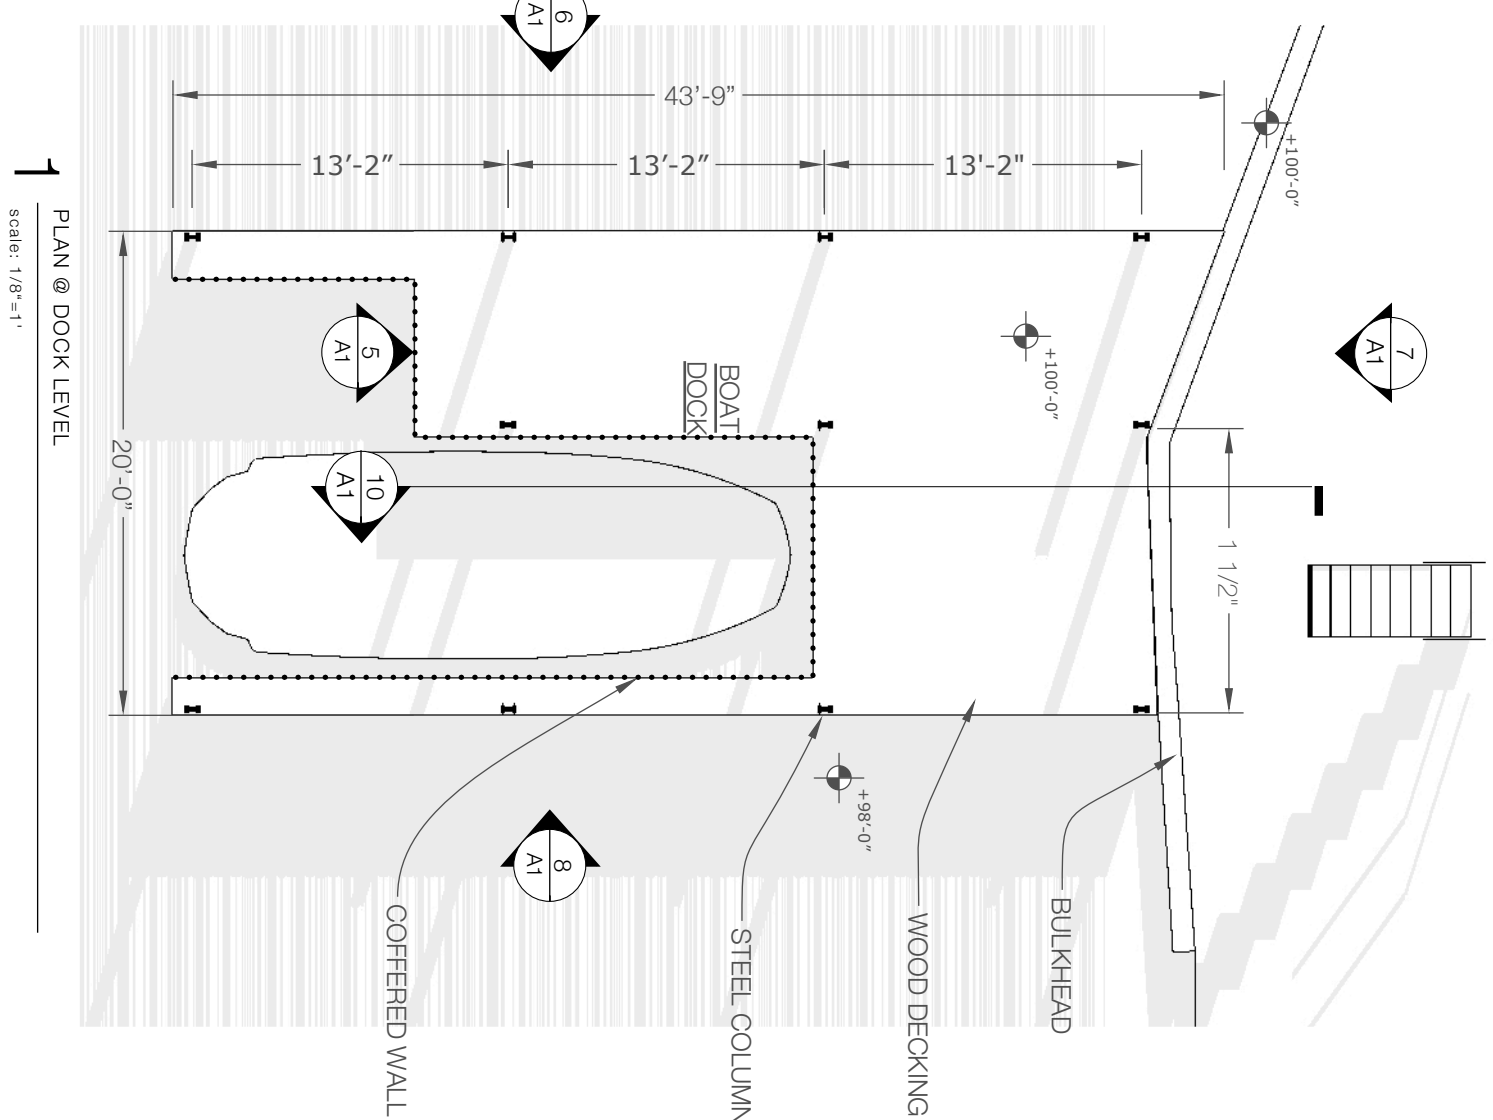 6
A1
43'-9"
13'-2"
13'-2"
13'-2"
+100'-0"
7
A1
5
A1
+100'-0"
BOAT
DOCK
20'-0"
10
A1
1 1/2"
+98'-0"
8
A1
BULKHEAD
WOOD DECKING
STEEL COLUMN
COFFERED WALL
1
PLAN @ DOCK LEVEL
scale: 1/8"=1'